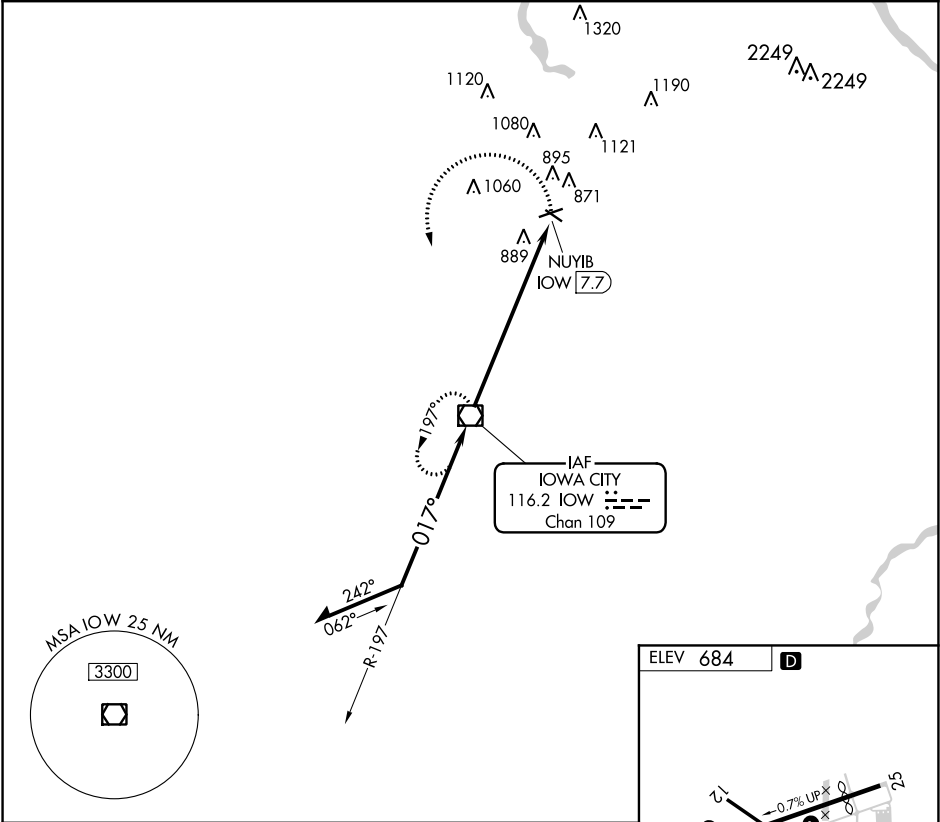 1320
2249
2249
1120
1190
1080
1121
895
1060
871
889
NUYIB
IOW 7.7
197°
IAF
IOWA CITY
116.2 IOW
Chan 109
017°
242°
062°
R-197
MSA IOW 25 NM
3300
ELEV 684 D
12
0.7% UP
25